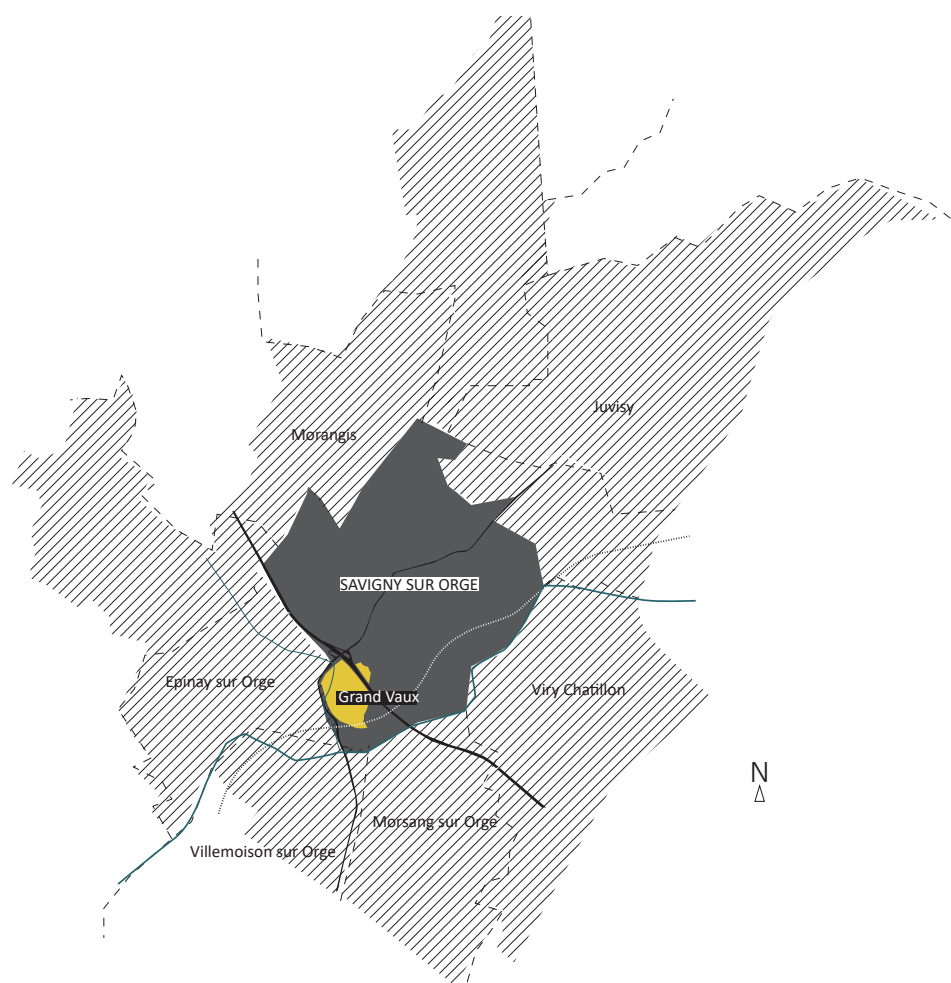 Juvisy
Morangis
SAVIGNY SUR ORGE
Epinay sur Orge
Grand Vaux
Viry Chatillon
N
Morsang sur Orge
Villemoison sur Orge